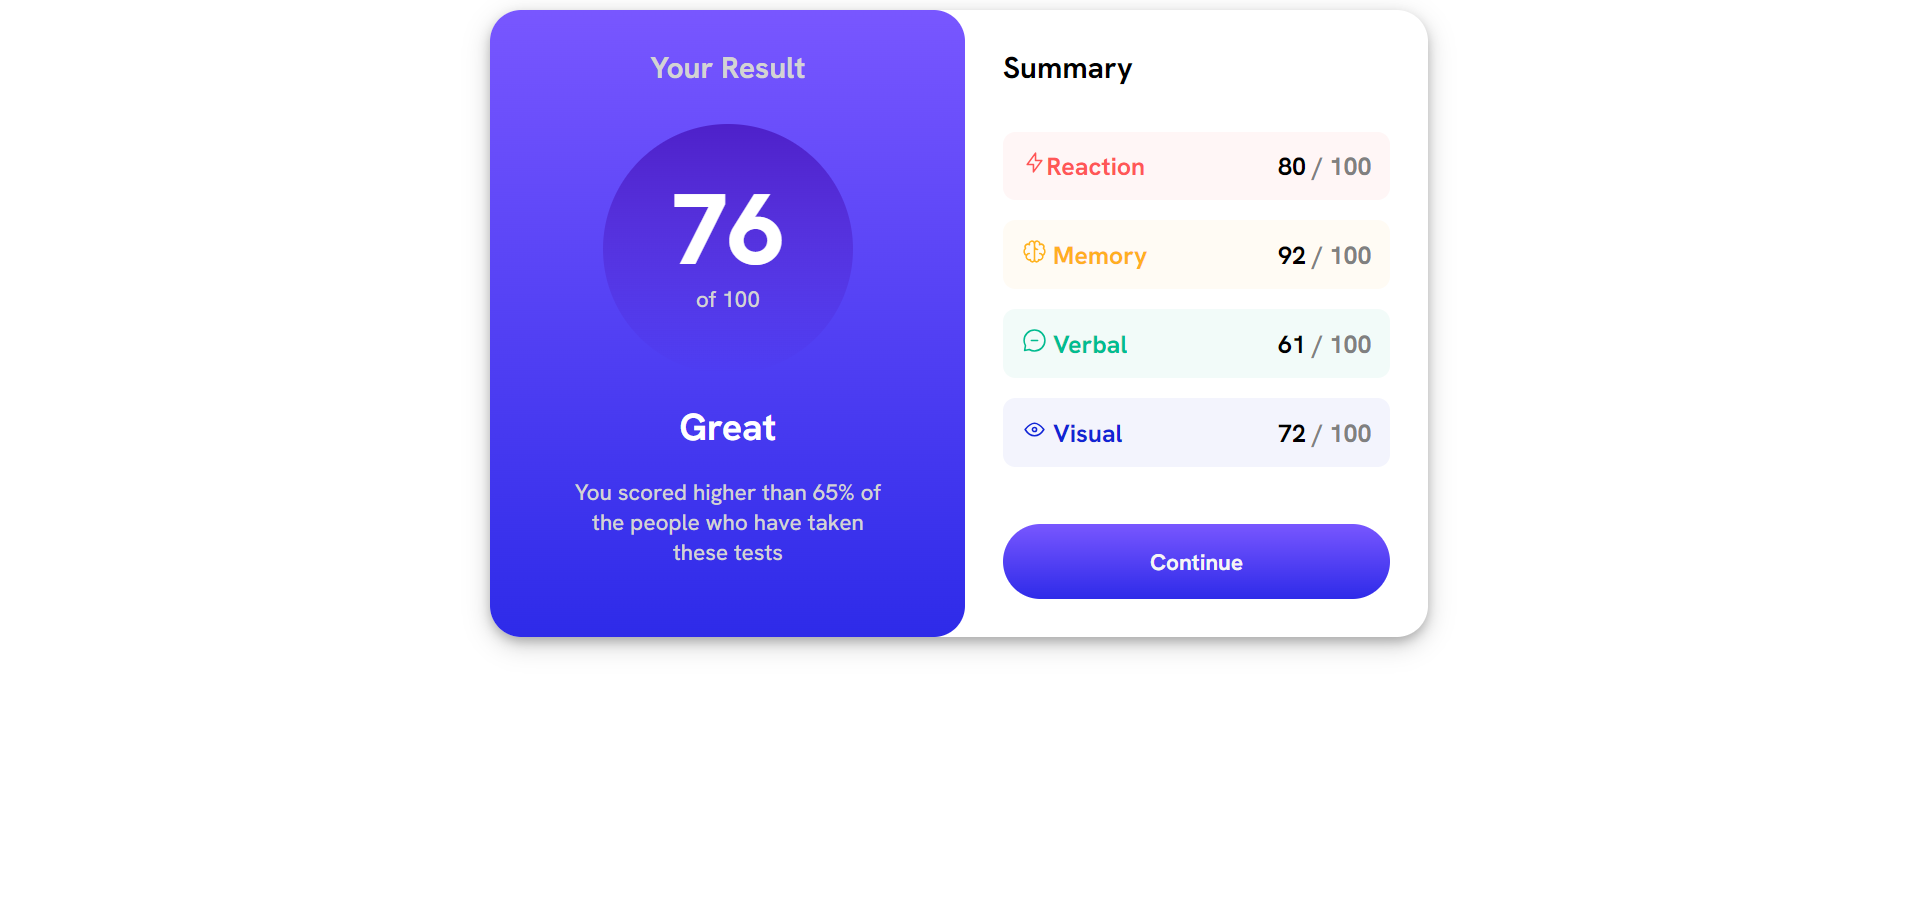 Your Result
76
of 100
Great
You scored higher than 65% of
the people who have taken
these tests
Summary
Reaction 80 / 100
Memory 92 / 100
Verbal 61 / 100
Visual 72 / 100
Continue